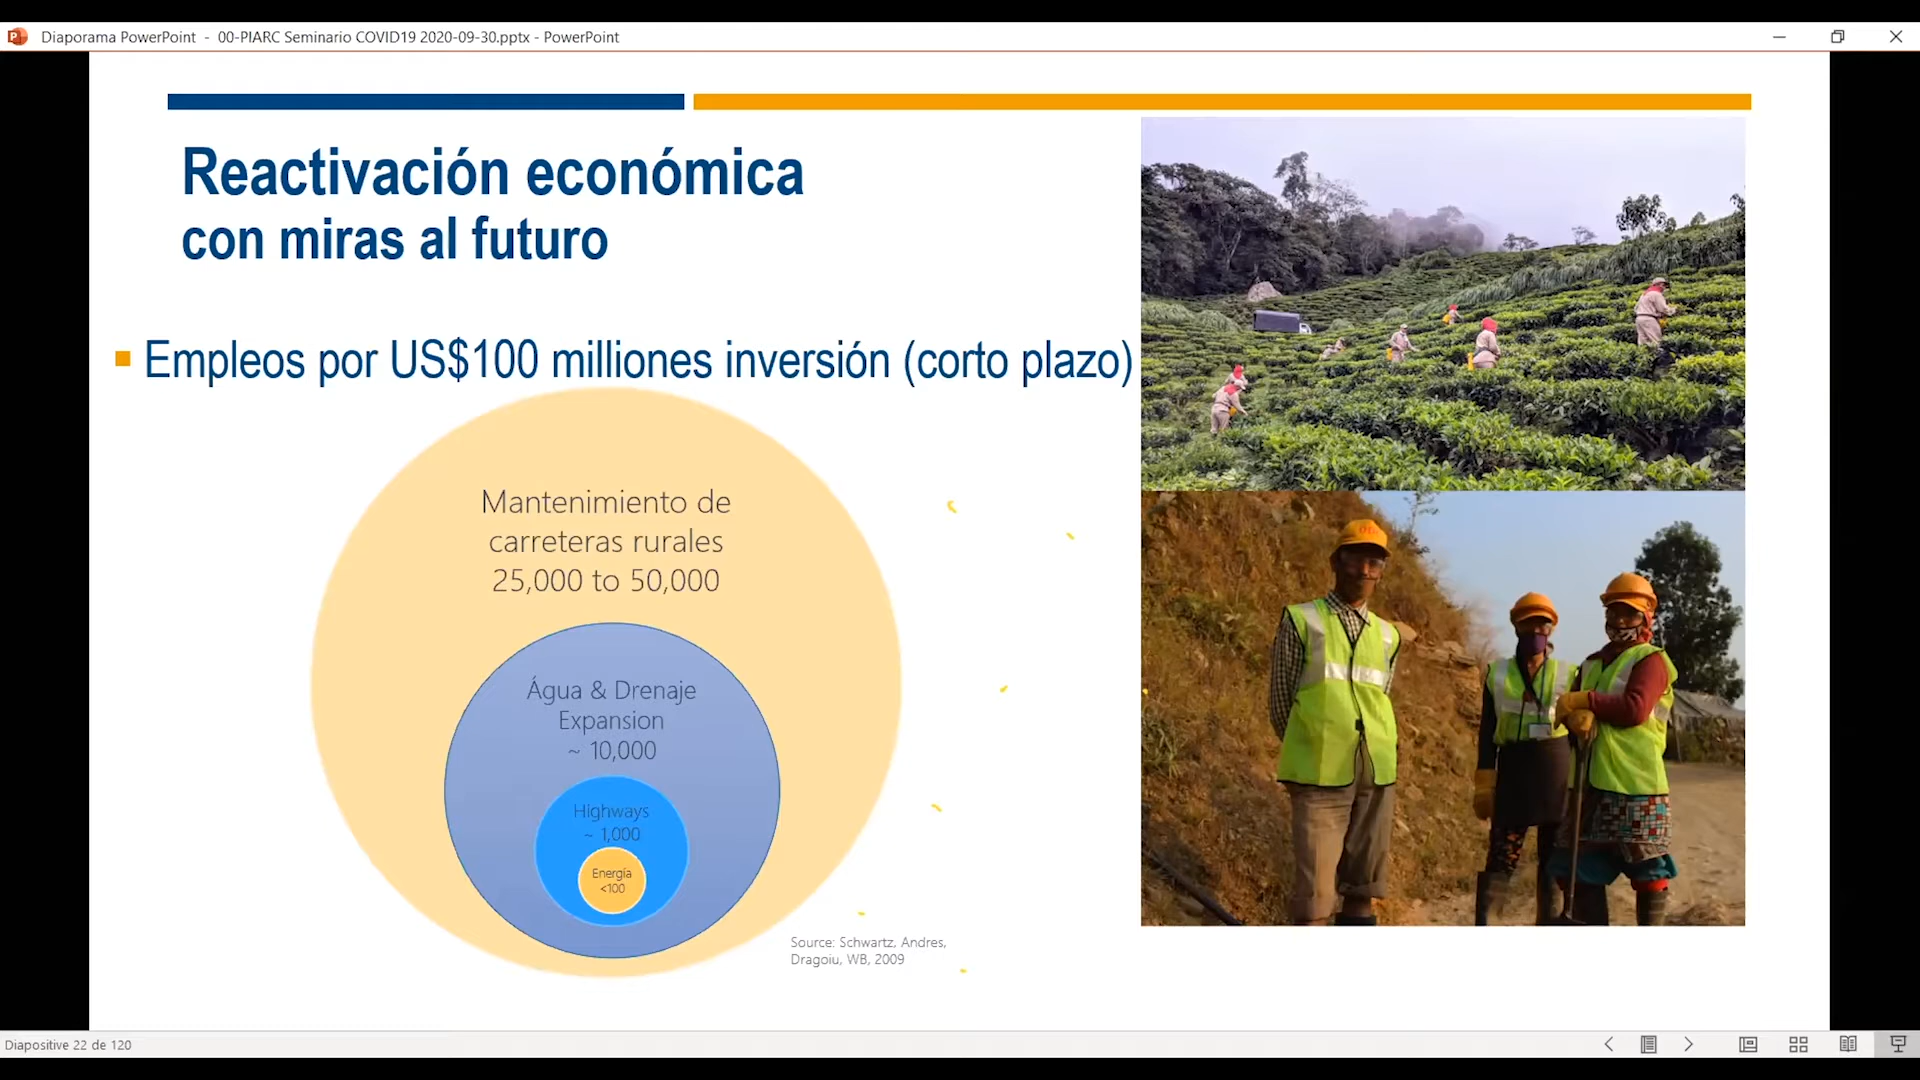 Diaporama PowerPoint - 00-PIARC Seminario COVID19 2020-09-30.pptx - PowerPoint
Reactivación económica
con miras al futuro
Empleos por US$100 milliones inversión (corto plazo)
Mantenimiento de
carreteras rurales
25,000 to 50,000
Água & Drenaje
Expansion
~ 10,000
Highways
~ 1,000
Energía
<100
Source: Schwartz, Andres,
Dragoiu, WB, 2009
Diapositive 22 de 120